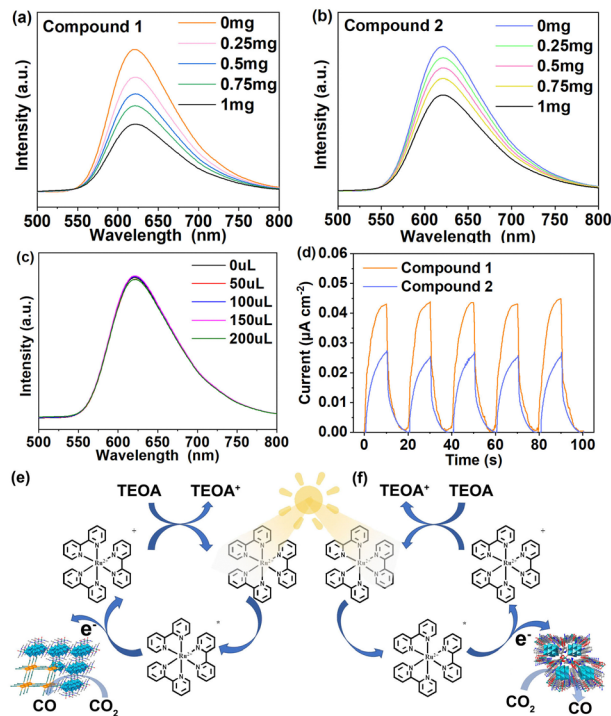 (a) Compound 1
0mg
0.25mg
0.5mg
0.75mg
1mg
Intensity (a.u.)
500 550 600 650 700 750 800
Wavelength (nm)
(b) Compound 2
0mg
0.25mg
0.5mg
0.75mg
1mg
Intensity (a.u.)
500 550 600 650 700 750 800
Wavelength (nm)
(c)
0uL
50uL
100uL
150uL
200uL
Intensity (a.u.)
500 550 600 650 700 750 800
Wavelength (nm)
(d)
Compound 1
Compound 2
0.06
0.05
0.04
0.03
0.02
0.01
0.00
Current (μA cm⁻²)
0 20 40 60 80 100
Time (s)
(e)
TEOA TEOA⁺
e⁻
CO
CO₂
(f)
TEOA⁺ TEOA
e⁻
CO₂
CO